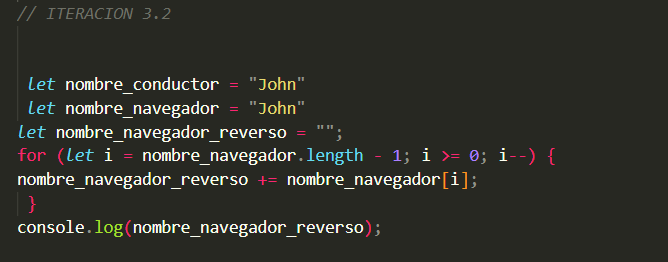 // ITERACION 3.2
let nombre_conductor = "John"
let nombre_navegador = "John"
let nombre_navegador_reverso = "";
for (let i = nombre_navegador.length - 1; i >= 0; i--) {
nombre_navegador_reverso += nombre_navegador[i];
}
console.log(nombre_navegador_reverso);